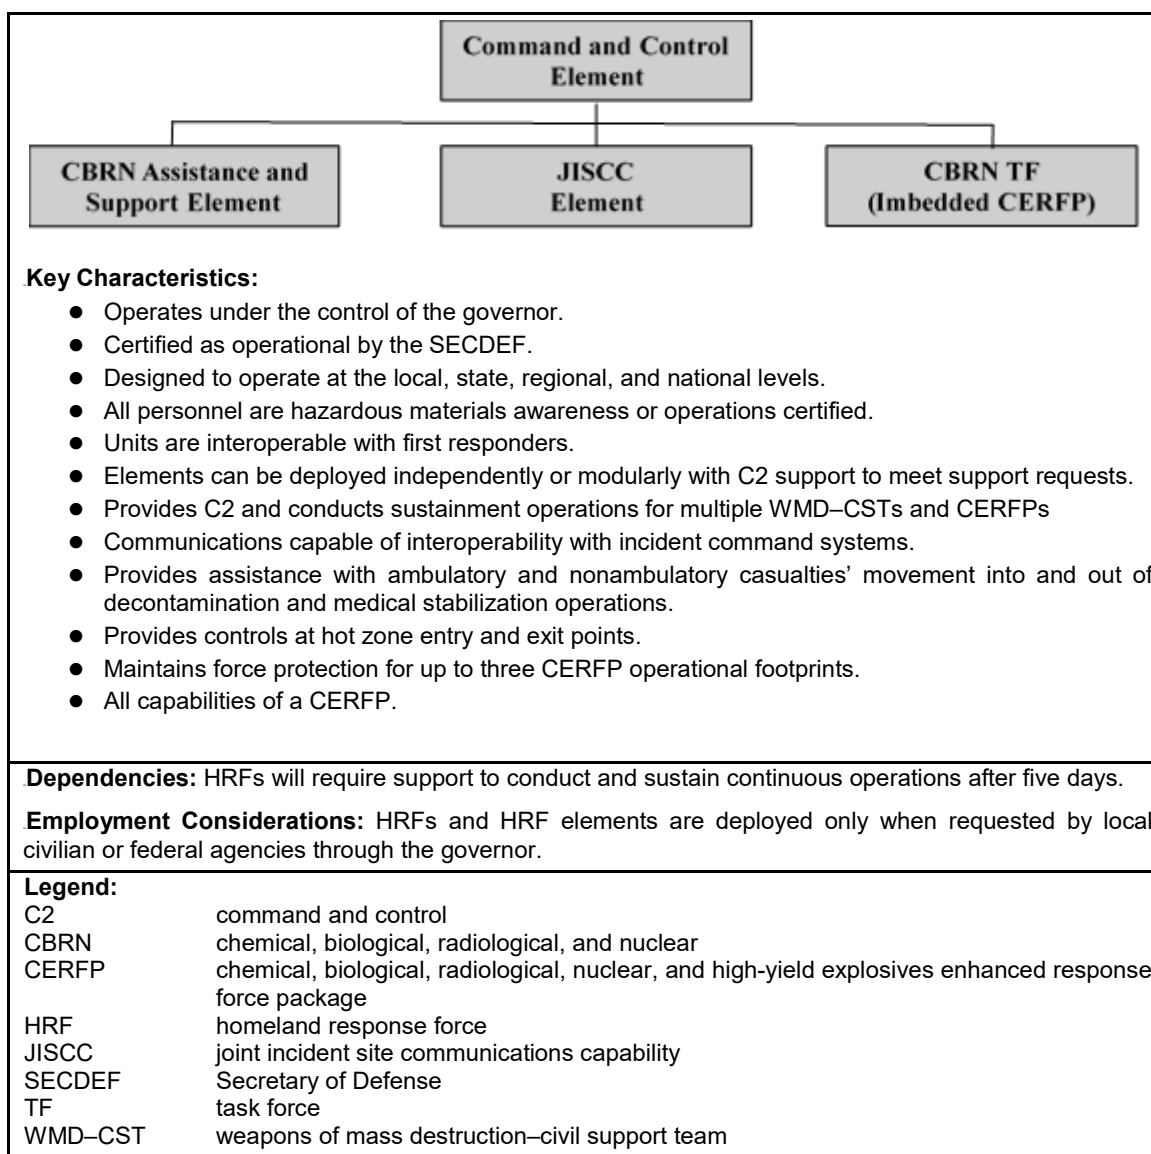 Command and Control
Element
CBRN Assistance and
Support Element
JISCC
Element
CBRN TF
(Imbedded CERFP)
Key Characteristics:
● Operates under the control of the governor.
● Certified as operational by the SECDEF.
● Designed to operate at the local, state, regional, and national levels.
● All personnel are hazardous materials awareness or operations certified.
● Units are interoperable with first responders.
● Elements can be deployed independently or modularly with C2 support to meet support requests.
● Provides C2 and conducts sustainment operations for multiple WMD–CSTs and CERFPs
● Communications capable of interoperability with incident command systems.
● Provides assistance with ambulatory and nonambulatory casualties’ movement into and out of
decontamination and medical stabilization operations.
● Provides controls at hot zone entry and exit points.
● Maintains force protection for up to three CERFP operational footprints.
● All capabilities of a CERFP.
Dependencies: HRFs will require support to conduct and sustain continuous operations after five days.
Employment Considerations: HRFs and HRF elements are deployed only when requested by local
civilian or federal agencies through the governor.
Legend:
C2 command and control
CBRN chemical, biological, radiological, and nuclear
CERFP chemical, biological, radiological, nuclear, and high-yield explosives enhanced response
force package
HRF homeland response force
JISCC joint incident site communications capability
SECDEF Secretary of Defense
TF task force
WMD–CST weapons of mass destruction–civil support team